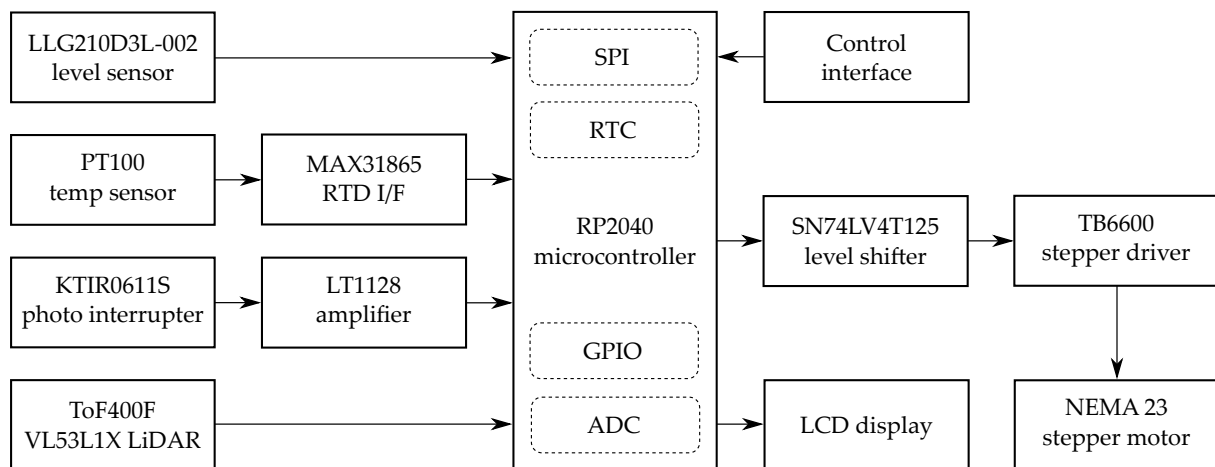 LLG210D3L-002
level sensor
SPI
Control
interface
RTC
PT100
temp sensor
MAX31865
RTD I/F
RP2040
microcontroller
SN74LV4T125
level shifter
TB6600
stepper driver
KTIR0611S
photo interrupter
LT1128
amplifier
GPIO
ToF400F
VL53L1X LiDAR
ADC
LCD display
NEMA 23
stepper motor